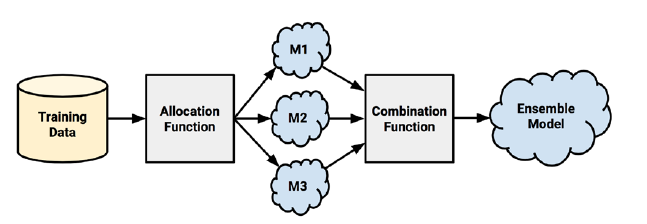 Training
Data
Allocation
Function
M1
M2
M3
Combination
Function
Ensemble
Model